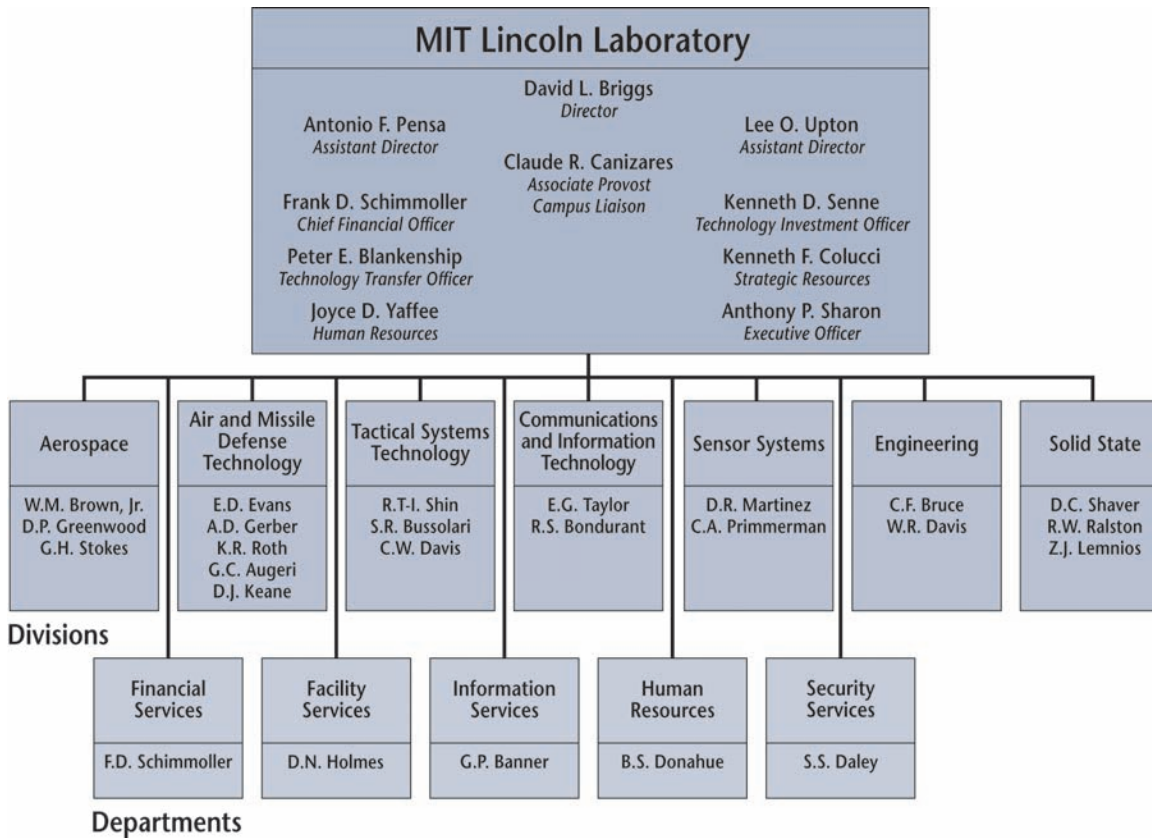 MIT Lincoln Laboratory
David L. Briggs
Director
Antonio F. Pensa
Assistant Director
Lee O. Upton
Assistant Director
Claude R. Canizares
Associate Provost
Campus Liaison
Frank D. Schimmoller
Chief Financial Officer
Kenneth D. Senne
Technology Investment Officer
Peter E. Blankenship
Technology Transfer Officer
Kenneth F. Colucci
Strategic Resources
Joyce D. Yaffee
Human Resources
Anthony P. Sharon
Executive Officer
Aerospace
W.M. Brown, Jr.
D.P. Greenwood
G.H. Stokes
Air and Missile
Defense
Technology
E.D. Evans
A.D. Gerber
K.R. Roth
G.C. Augeri
D.J. Keane
Tactical Systems
Technology
R.T-I. Shin
S.R. Bussolari
C.W. Davis
Communications
and Information
Technology
E.G. Taylor
R.S. Bondurant
Sensor Systems
D.R. Martinez
C.A. Primmerman
Engineering
C.F. Bruce
W.R. Davis
Solid State
D.C. Shaver
R.W. Ralston
Z.J. Lemnios
Divisions
Financial
Services
F.D. Schimmoller
Facility
Services
D.N. Holmes
Information
Services
G.P. Banner
Human
Resources
B.S. Donahue
Security
Services
S.S. Daley
Departments